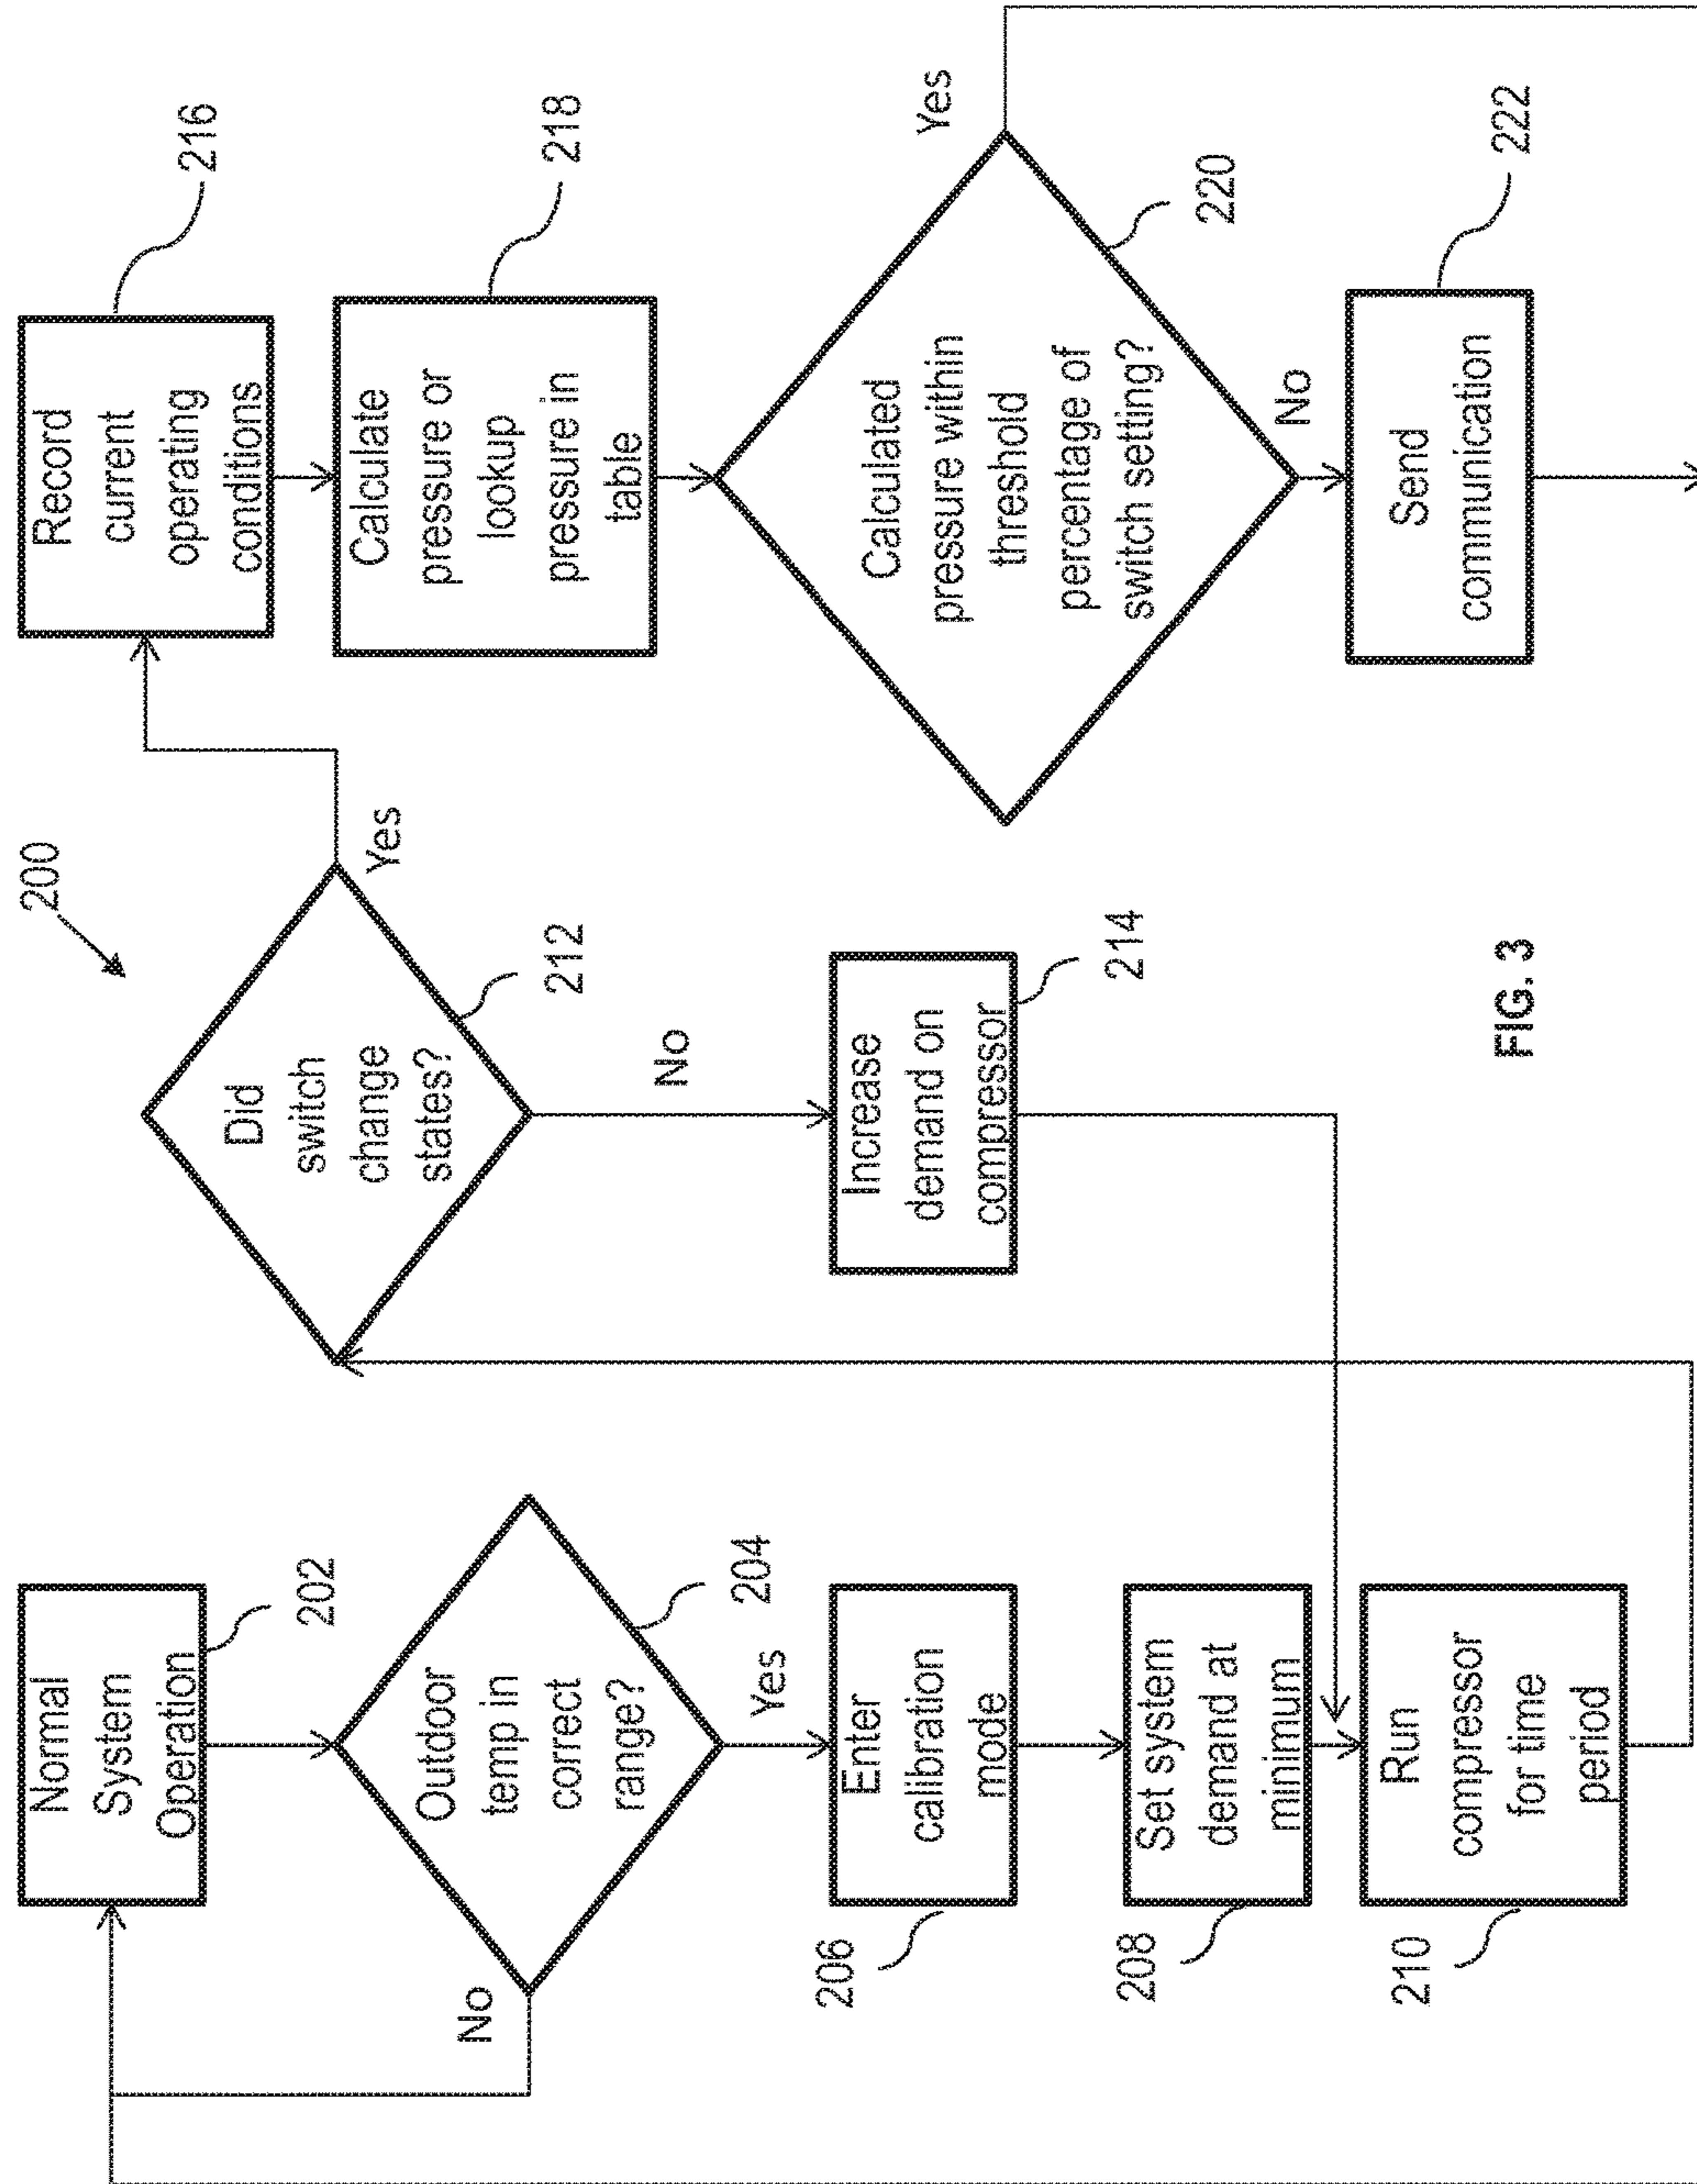 200
Normal
System
Operation
202
Outdoor
temp in
correct
range?
204
No
Yes
Enter
calibration
mode
206
Set system
demand at
minimum
208
Run
compressor
for time
period
210
Did
switch
change
states?
212
Yes
No
Increase
demand on
compressor
214
Record
current
operating
conditions
216
Calculate
pressure or
lookup
pressure in
table
218
Calculated
pressure within
threshold
percentage of
switch setting?
220
Yes
No
Send
communication
222
FIG. 3